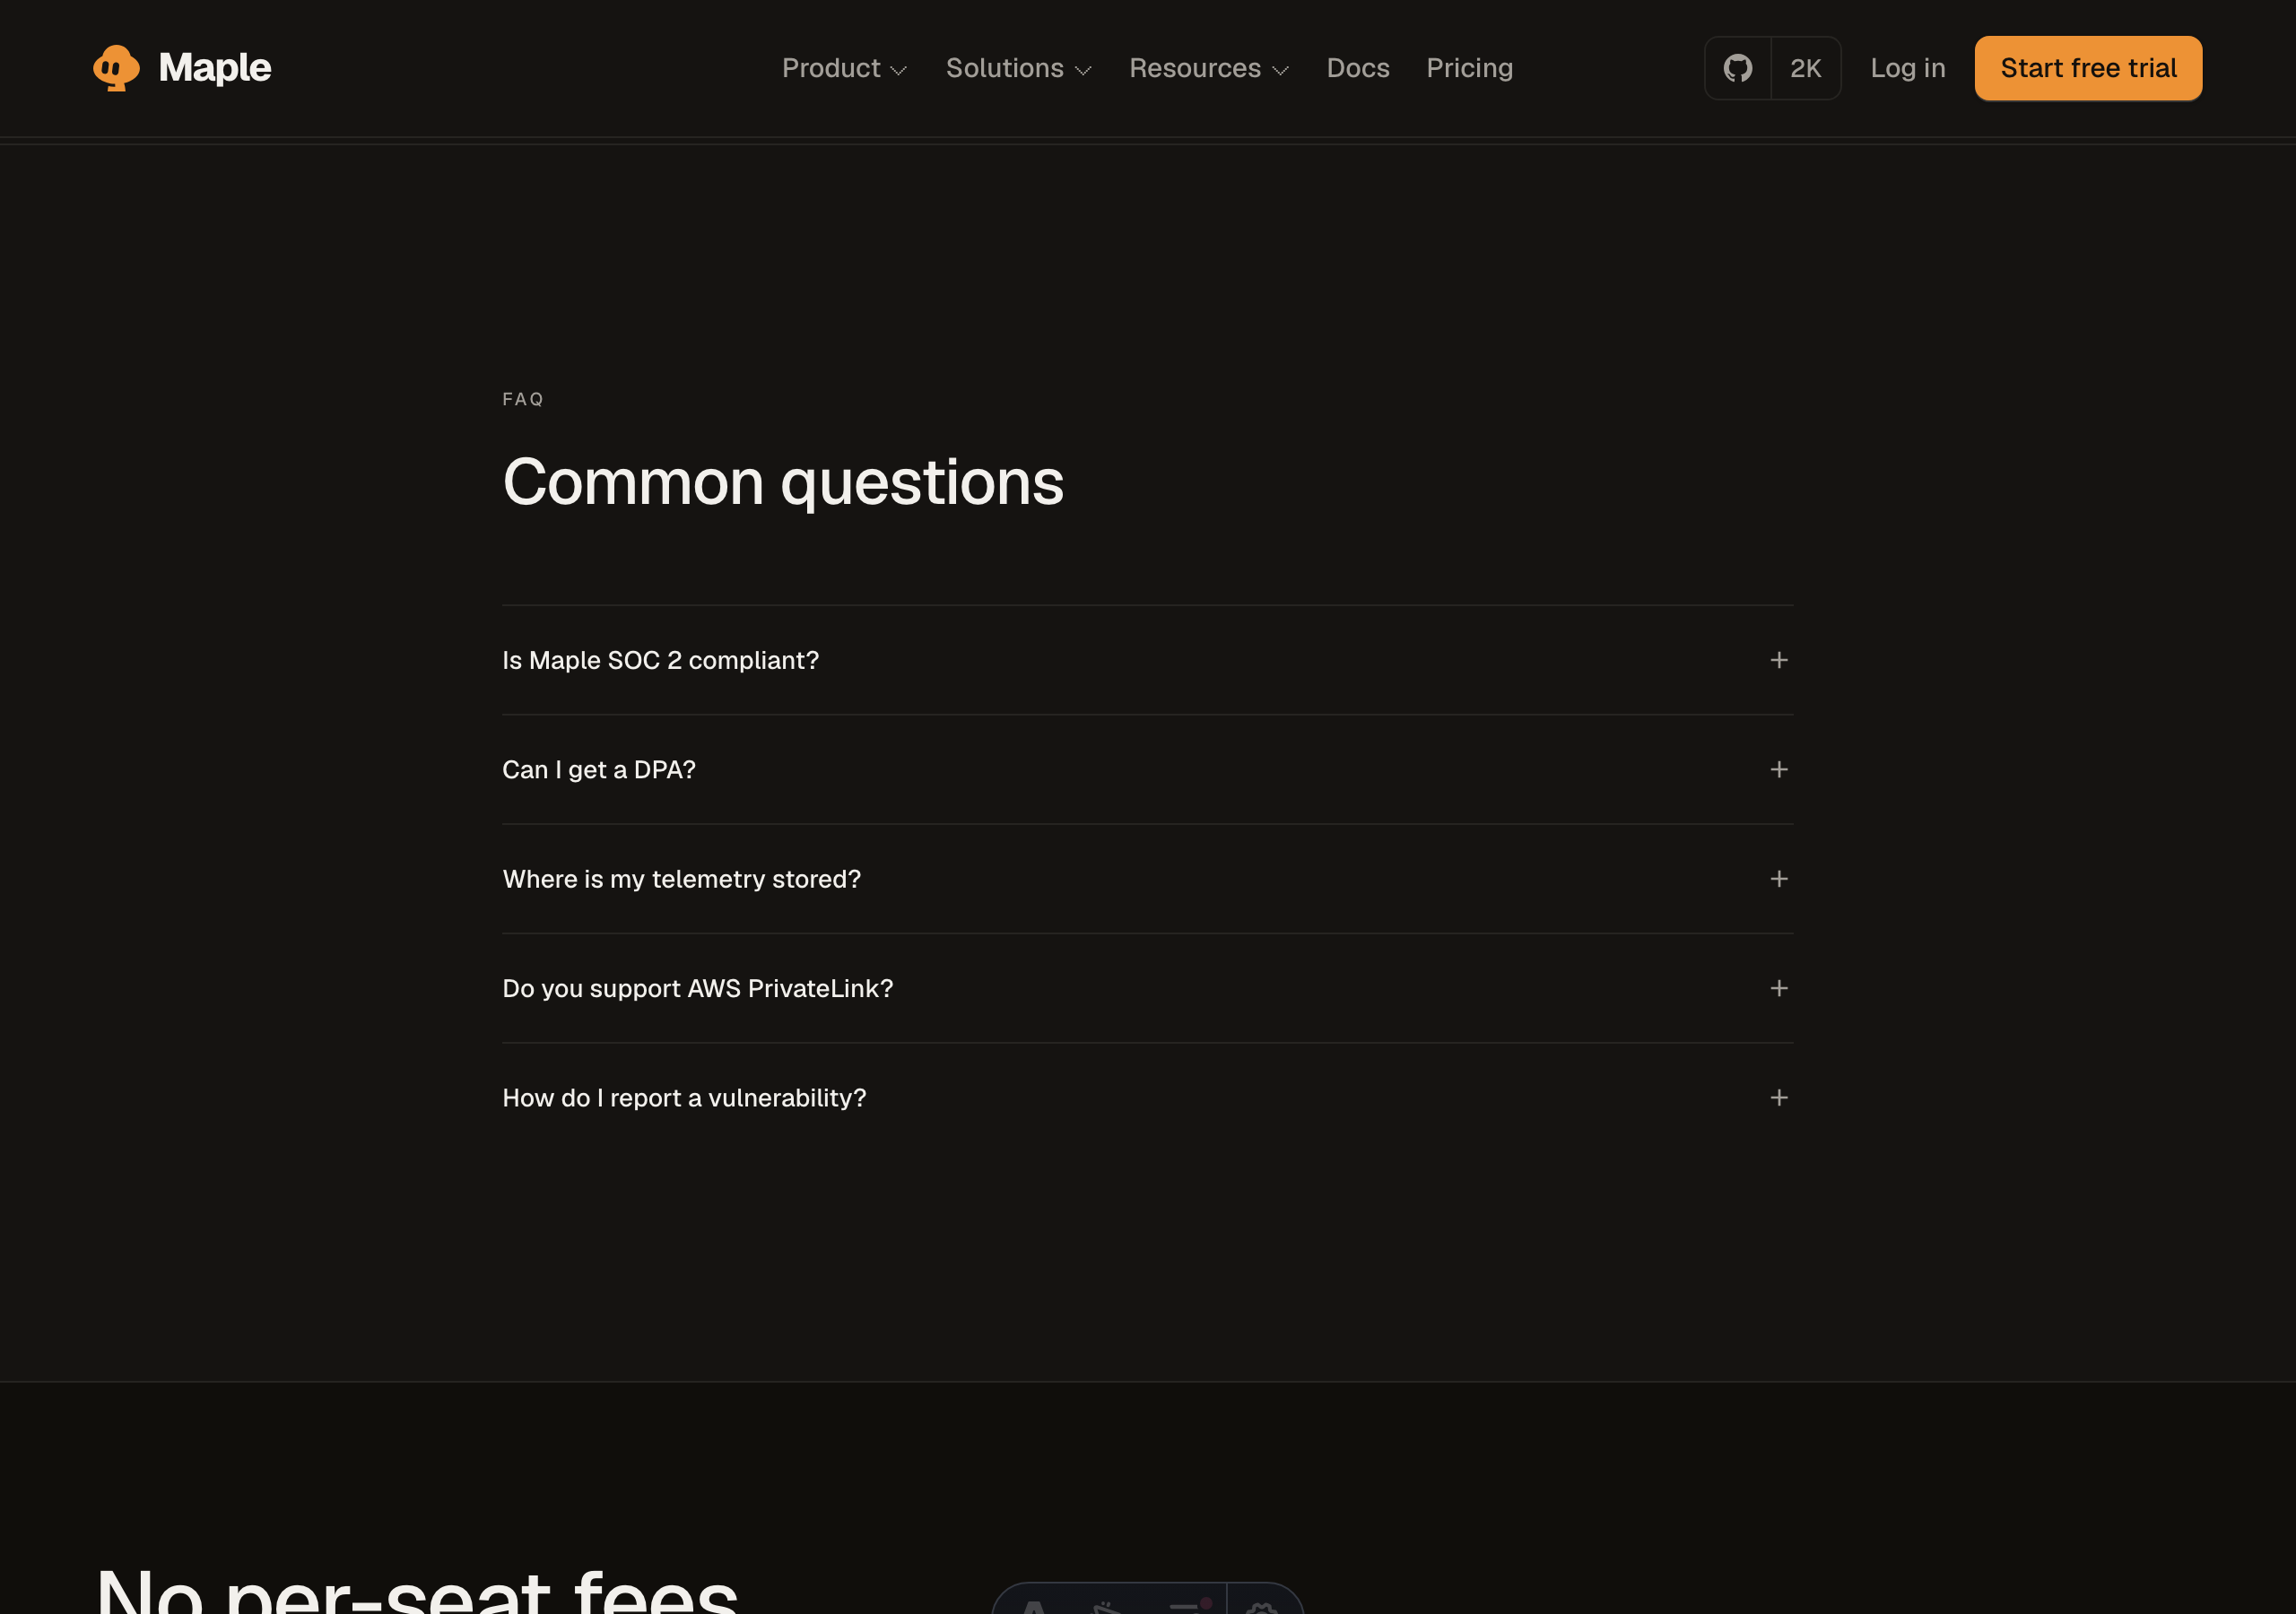 Maple
Product
Solutions
Resources
Docs
Pricing
2K
Log in
Start free trial
FAQ
Common questions
Is Maple SOC 2 compliant?
Can I get a DPA?
Where is my telemetry stored?
Do you support AWS PrivateLink?
How do I report a vulnerability?
No per-seat fees